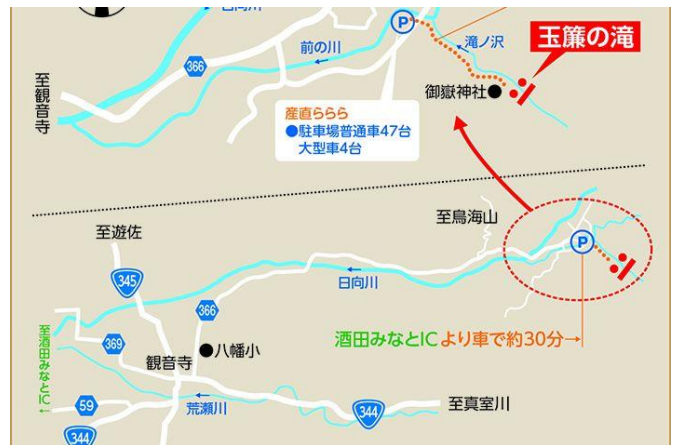 日向川
P
前の川
滝ノ沢
玉簾の滝
366
至観音寺
御嶽神社●
産直ららら
●駐車場普通車47台
大型車4台
至鳥海山
至遊佐
P
345
日向川
366
酒田みなとICより車で約30分→
至酒田みなとIC←
369
●八幡小
観音寺
59
荒瀬川
344
至真室川
344